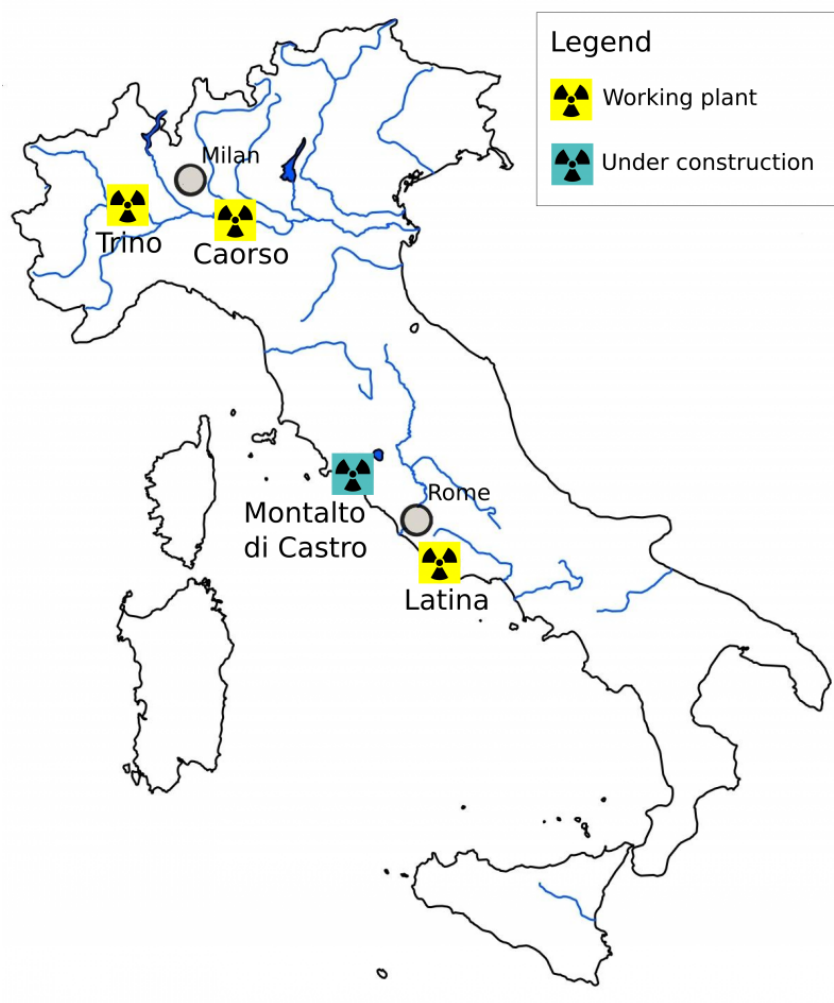 Legend
Working plant
Under construction
Milan
Trino
Caorso
Rome
Montalto
di Castro
Latina